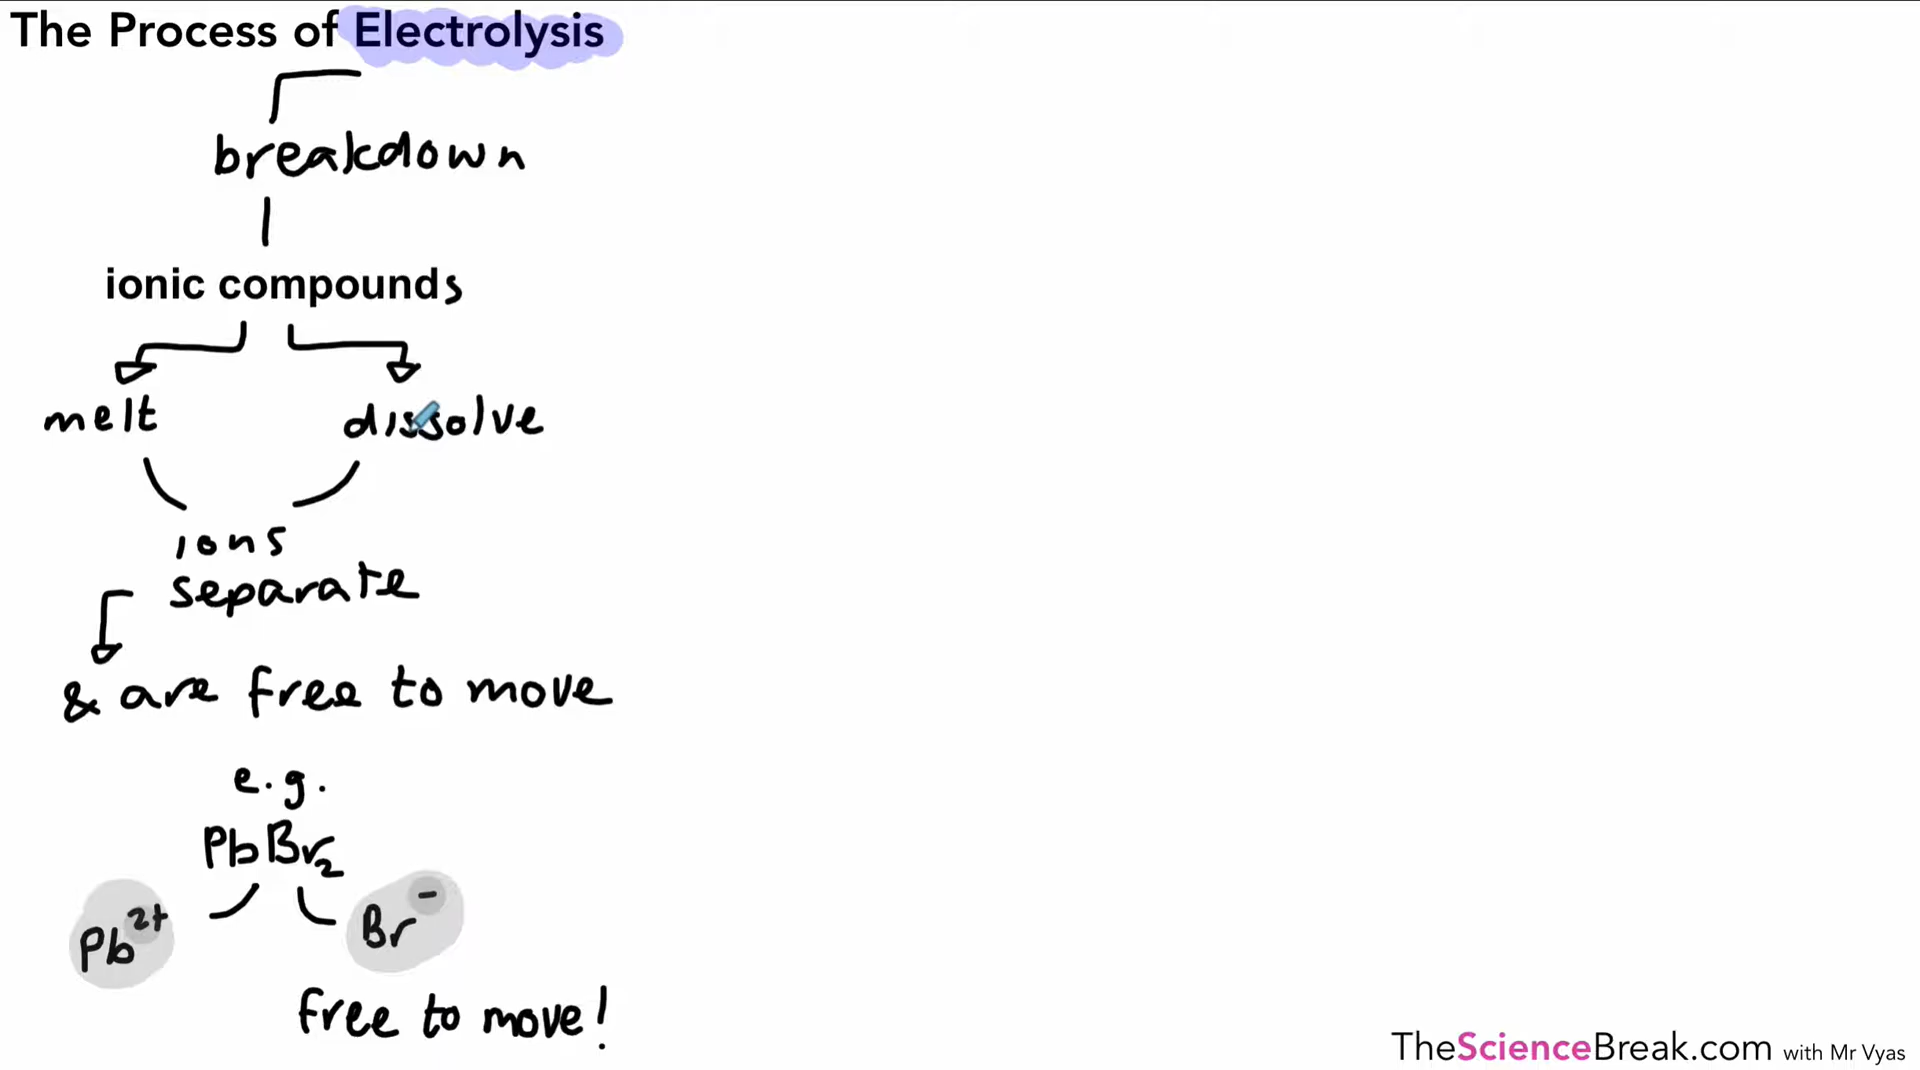 The Process of Electrolysis
breakdown
ionic compounds
melt dissolve
ions
separate
& are free to move
e.g.
PbBr₂
Pb²⁺ Br⁻
free to move!
TheScienceBreak.com with Mr Vyas